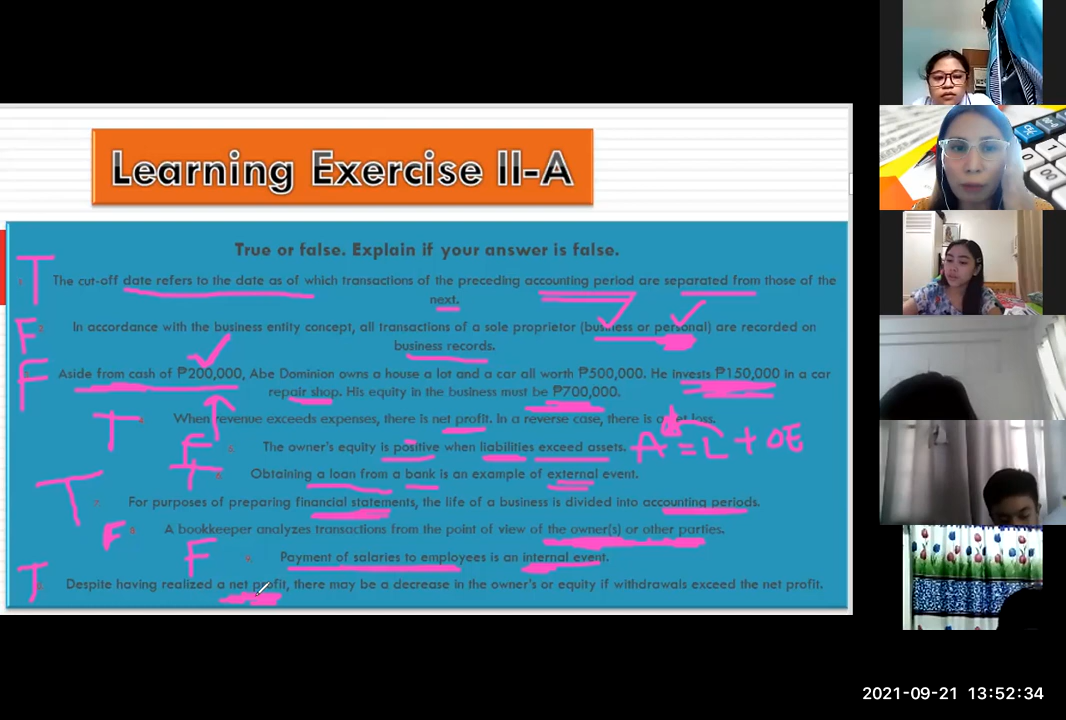 Learning Exercise II-A
True or false. Explain if your answer is false.
T The cut-off date refers to the date as of which transactions of the preceding accounting period are separated from those of the
next.
F In accordance with the business entity concept, all transactions of a sole proprietor (business or personal) are recorded on
business records.
F Aside from cash of ₱200,000, Abe Dominion owns a house a lot and a car all worth ₱500,000. He invests ₱150,000 in a car
repair shop. His equity in the business must be ₱700,000.
T When revenue exceeds expenses, there is net profit. In a reverse case, there is a net loss.
F The owner's equity is positive when liabilities exceed assets. A = L + OE
T Obtaining a loan from a bank is an example of external event.
T For purposes of preparing financial statements, the life of a business is divided into accounting periods.
F A bookkeeper analyzes transactions from the point of view of the owner(s) or other parties.
F Payment of salaries to employees is an internal event.
T Despite having realized a net profit, there may be a decrease in the owner's or equity if withdrawals exceed the net profit.
2021-09-21 13:52:34